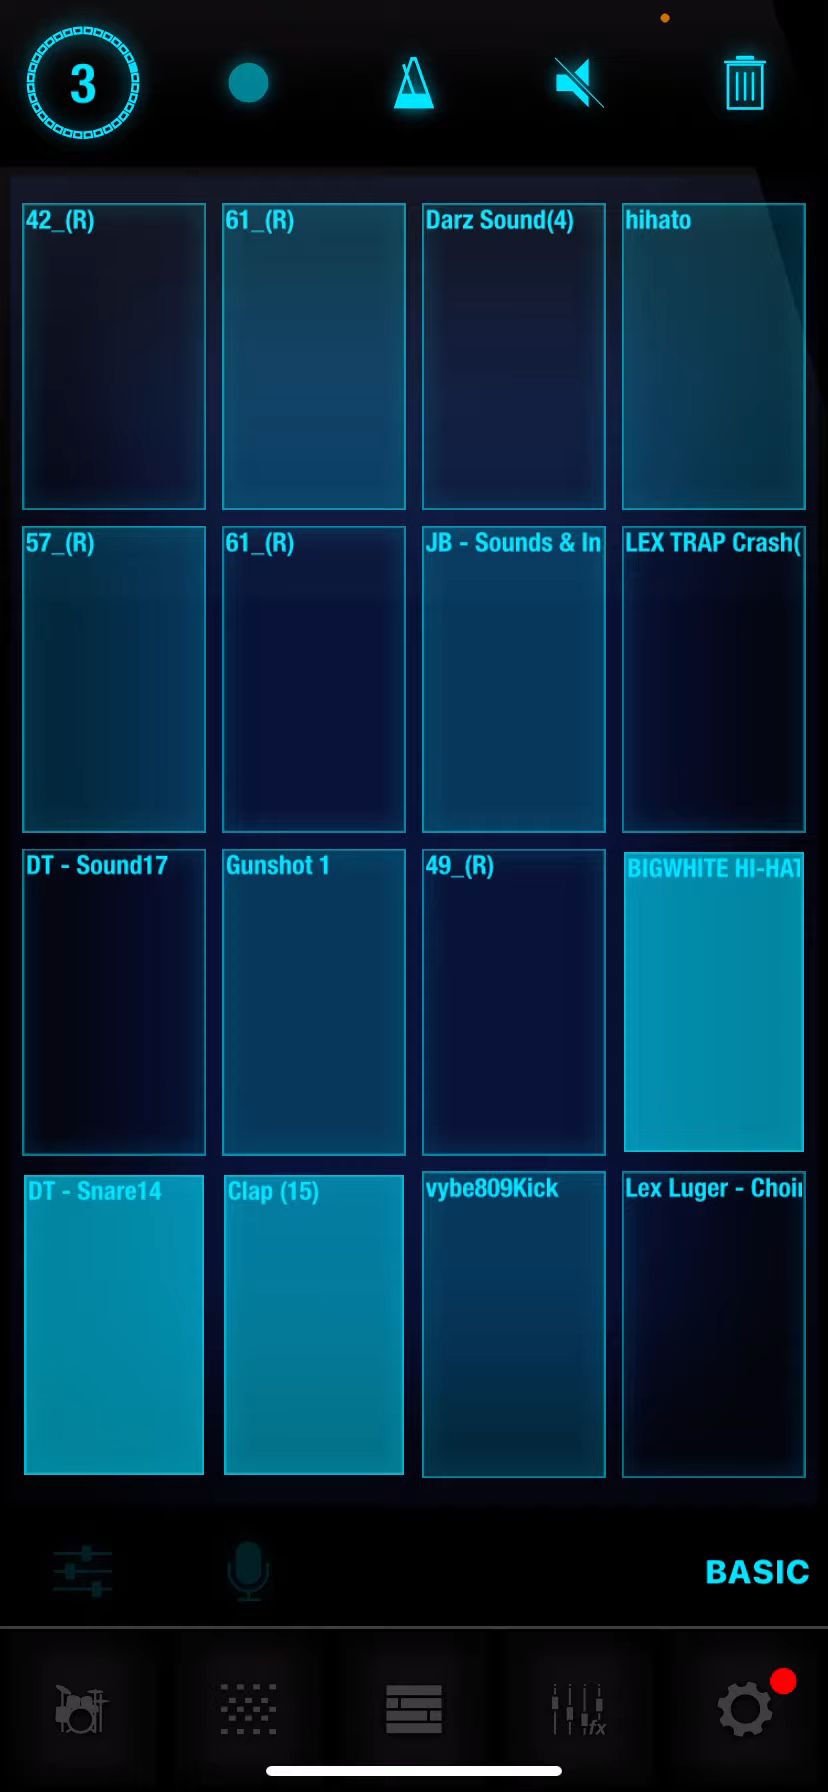 3
42_(R)
61_(R)
Darz Sound(4)
hihato
57_(R)
61_(R)
JB - Sounds & In
LEX TRAP Crash(
DT - Sound17
Gunshot 1
49_(R)
BIGWHITE HI-HAT
DT - Snare14
Clap (15)
vybe809Kick
Lex Luger - Choir
BASIC
fx